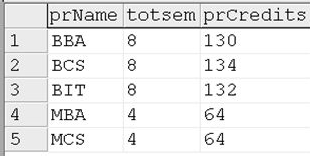 prName totsem prCredits
1 BBA 8 130
2 BCS 8 134
3 BIT 8 132
4 MBA 4 64
5 MCS 4 64